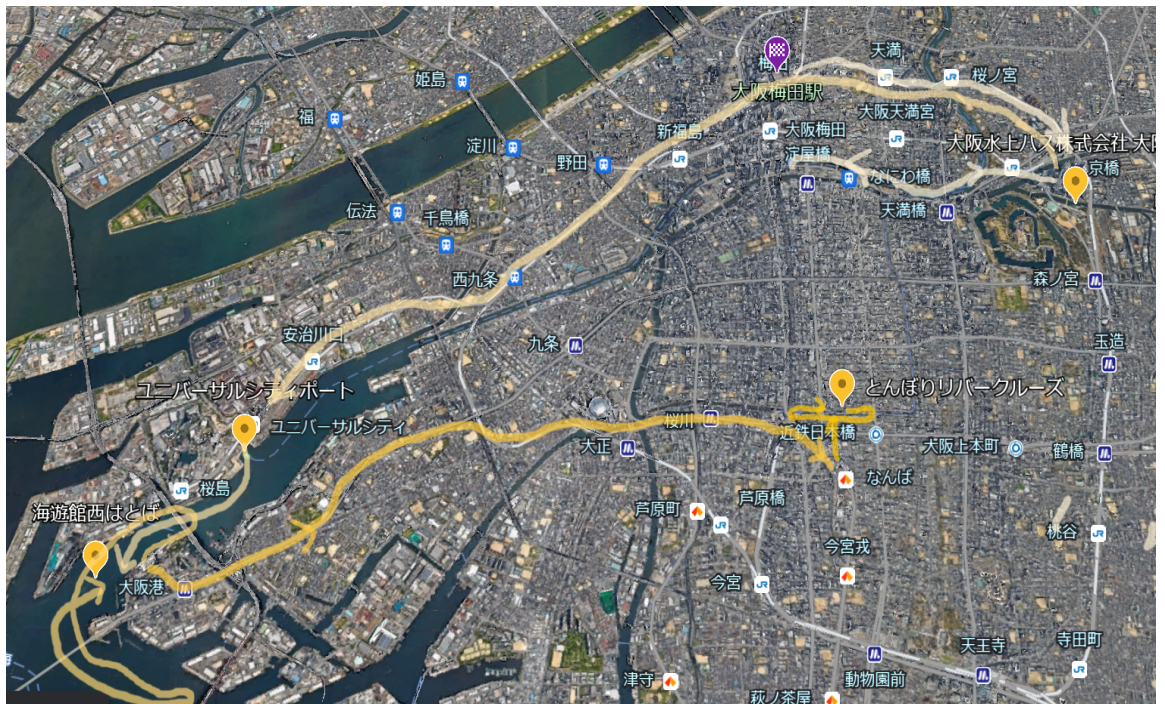 梅田
天満
桜ノ宮
姫島
大阪梅田駅
大阪天満宮
福
新福島
大阪梅田
淀川
野田
淀屋橋
大阪水上バス株式会社 大阪
なにわ橋
京橋
伝法
千鳥橋
天満橋
西九条
森ノ宮
安治川口
九条
玉造
ユニバーサルシティポート
とんぼりリバークルーズ
ユニバーサルシティ
桜川
近鉄日本橋
大正
大阪上本町
鶴橋
なんば
桜島
海遊館西はとば
芦原町
芦原橋
桃谷
今宮戎
大阪港
今宮
天王寺
寺田町
津守
動物園前
萩ノ茶屋